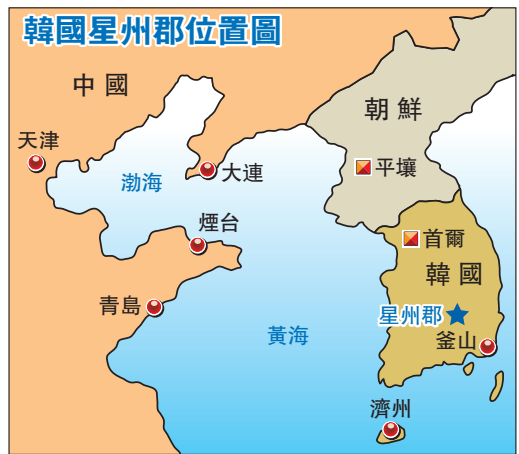 韓國星州郡位置圖
中國
朝鮮
天津
平壤
渤海
大連
煙台
首爾
韓國
青島
星州郡
黃海
釜山
濟州